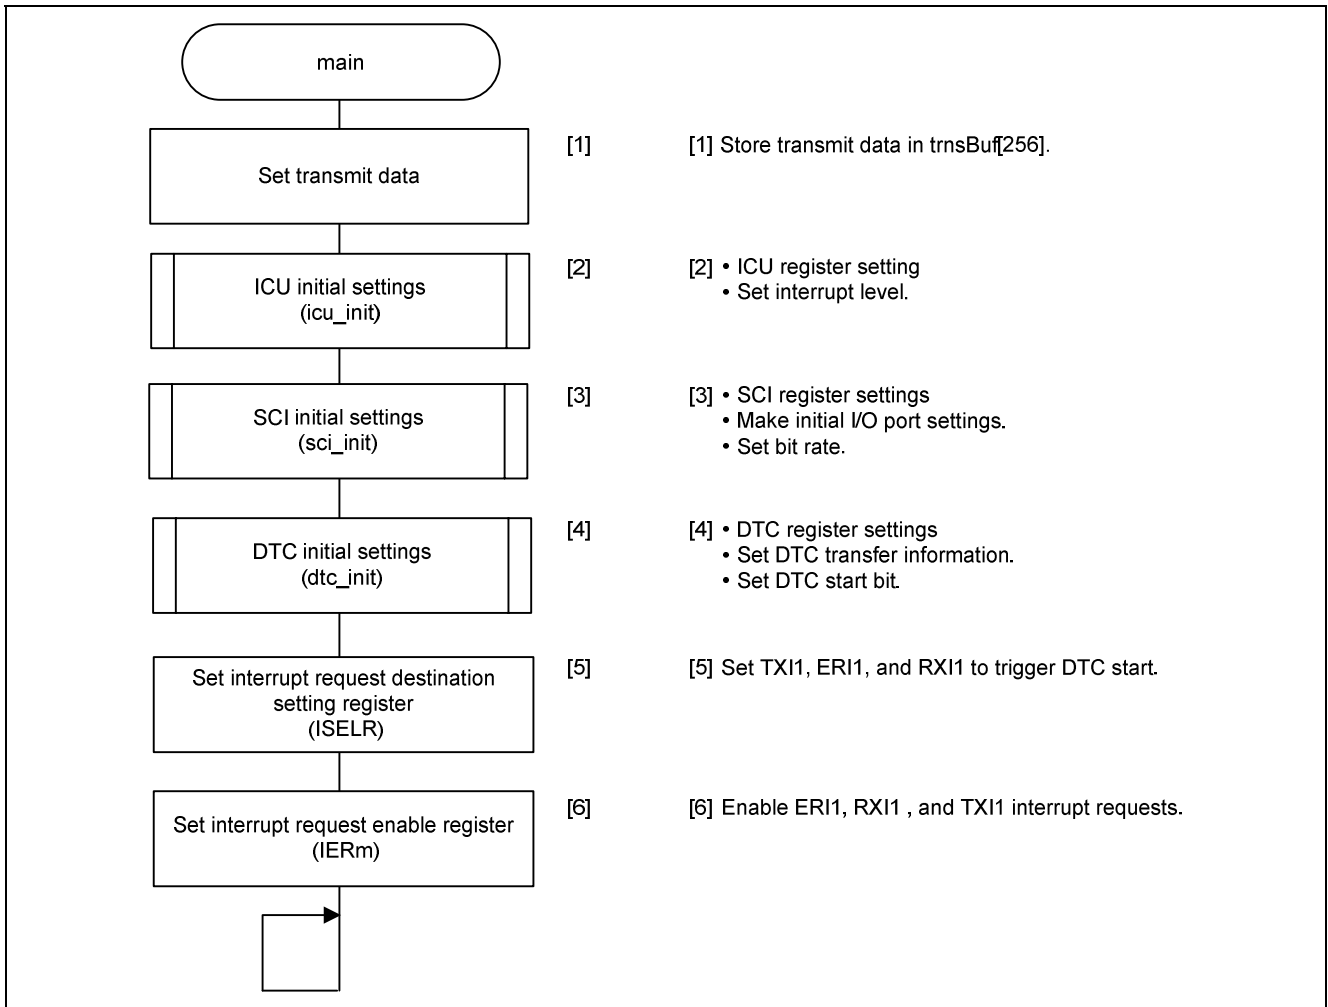 main
Set transmit data
[1]
[1] Store transmit data in trnsBuf[256].
ICU initial settings
(icu_init)
[2]
[2] • ICU register setting
• Set interrupt level.
SCI initial settings
(sci_init)
[3]
[3] • SCI register settings
• Make initial I/O port settings.
• Set bit rate.
DTC initial settings
(dtc_init)
[4]
[4] • DTC register settings
• Set DTC transfer information.
• Set DTC start bit.
Set interrupt request destination
setting register
(ISELR)
[5]
[5] Set TXI1, ERI1, and RXI1 to trigger DTC start.
Set interrupt request enable register
(IERm)
[6]
[6] Enable ERI1, RXI1 , and TXI1 interrupt requests.